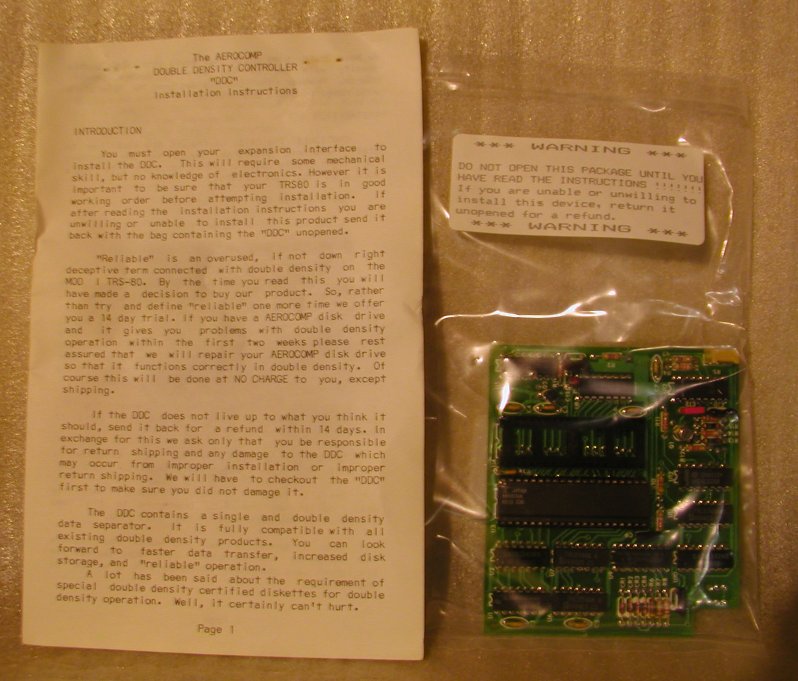 The AEROCOMP
DOUBLE DENSITY CONTROLLER
"DDC"
Installation Instructions
INTRODUCTION
You must open your expansion interface to
install the DDC. This will require some mechanical
skill, but no knowledge of electronics. However it is
important to be sure that your TRS80 is in good
working order before attempting installation. If
after reading the installation instructions you are
unwilling or unable to install this product send it
back with the bag containing the "DDC" unopened.
"Reliable" is an overused, if not down right
deceptive term connected with double density on the
MOD I TRS-80. By the time you read this you will
have made a decision to buy our product. So, rather
than try and define "reliable" one more time we offer
you a 14 day trial. If you have a AEROCOMP disk drive
and it gives you problems with double density
operation within the first two weeks please rest
assured that we will repair your AEROCOMP disk drive
so that it functions correctly in double density. Of
course this will be done at NO CHARGE to you, except
shipping.
If the DDC does not live up to what you think it
should, send it back for a refund within 14 days. In
exchange for this we ask only that you be responsible
for return shipping and any damage to the DDC which
may occur from improper installation or improper
return shipping. We will have to checkout the "DDC"
first to make sure you did not damage it.
The DDC contains a single and double density
data separator. It is fully compatible with all
existing double density products. You can look
forward to faster data transfer, increased disk
storage, and "reliable" operation.
A lot has been said about the requirement of
special double density certified diskettes for double
density operation. Well, it certainly can't hurt.
Page 1
*** WARNING ***
DO NOT OPEN THIS PACKAGE UNTIL YOU
HAVE READ THE INSTRUCTIONS !!!!!!!
If you are unable or unwilling to
install this device, return it
unopened for a refund.
*** WARNING ***